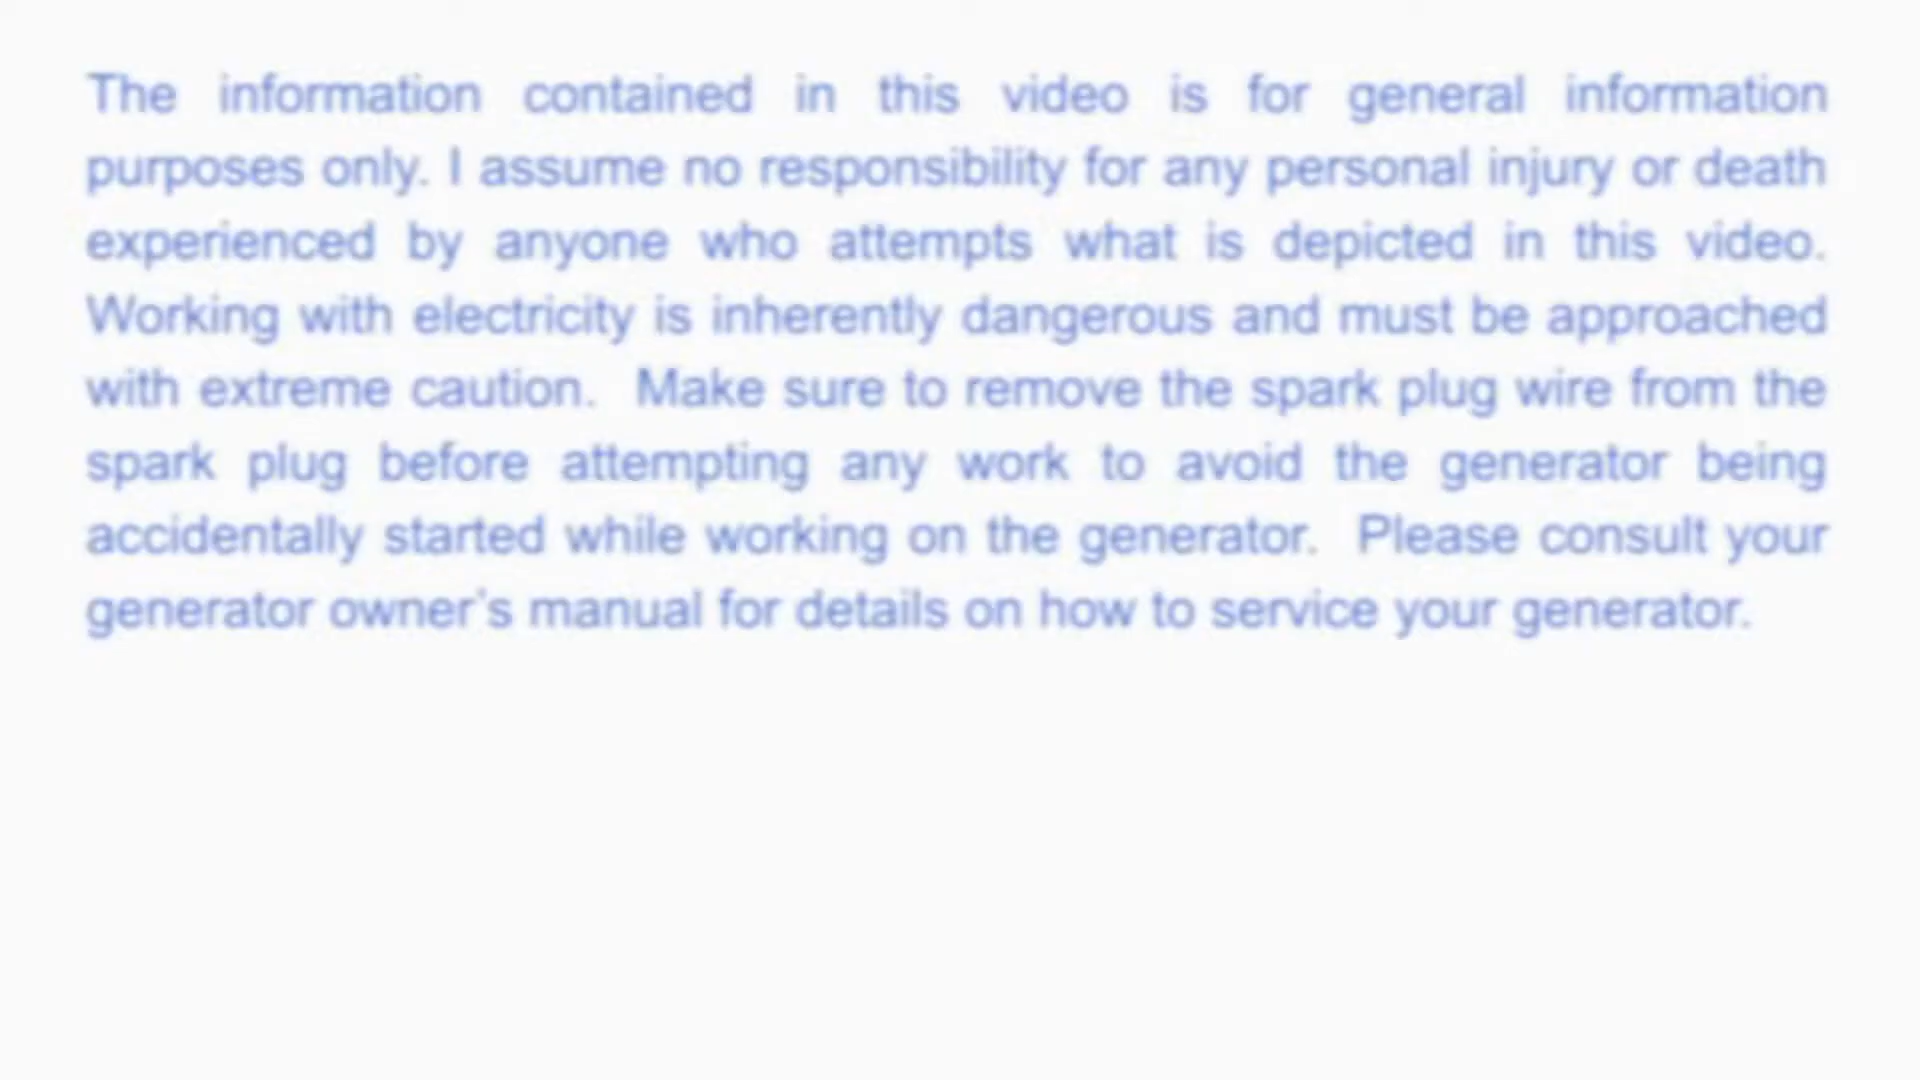 The information contained in this video is for general information
purposes only. I assume no responsibility for any personal injury or death
experienced by anyone who attempts what is depicted in this video.
Working with electricity is inherently dangerous and must be approached
with extreme caution.  Make sure to remove the spark plug wire from the
spark plug before attempting any work to avoid the generator being
accidentally started while working on the generator.  Please consult your
generator owner's manual for details on how to service your generator.